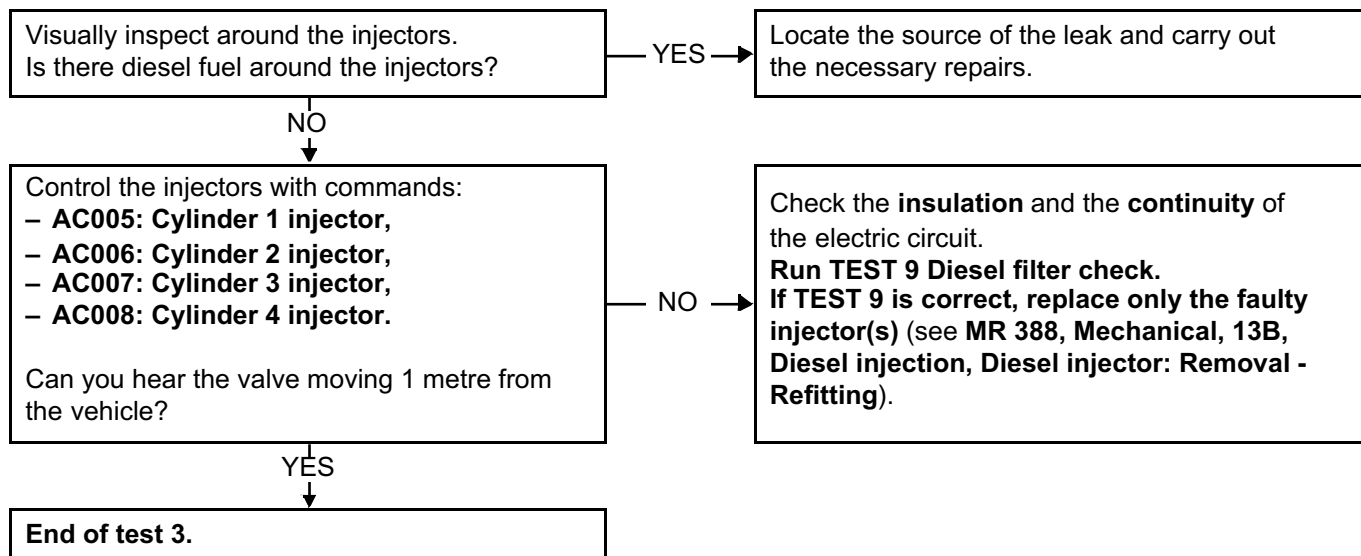 Visually inspect around the injectors.
Is there diesel fuel around the injectors?
YES
Locate the source of the leak and carry out
the necessary repairs.
NO
Control the injectors with commands:
– AC005: Cylinder 1 injector,
– AC006: Cylinder 2 injector,
– AC007: Cylinder 3 injector,
– AC008: Cylinder 4 injector.
Can you hear the valve moving 1 metre from
the vehicle?
NO
Check the insulation and the continuity of
the electric circuit.
Run TEST 9 Diesel filter check.
If TEST 9 is correct, replace only the faulty
injector(s) (see MR 388, Mechanical, 13B,
Diesel injection, Diesel injector: Removal -
Refitting).
YES
End of test 3.